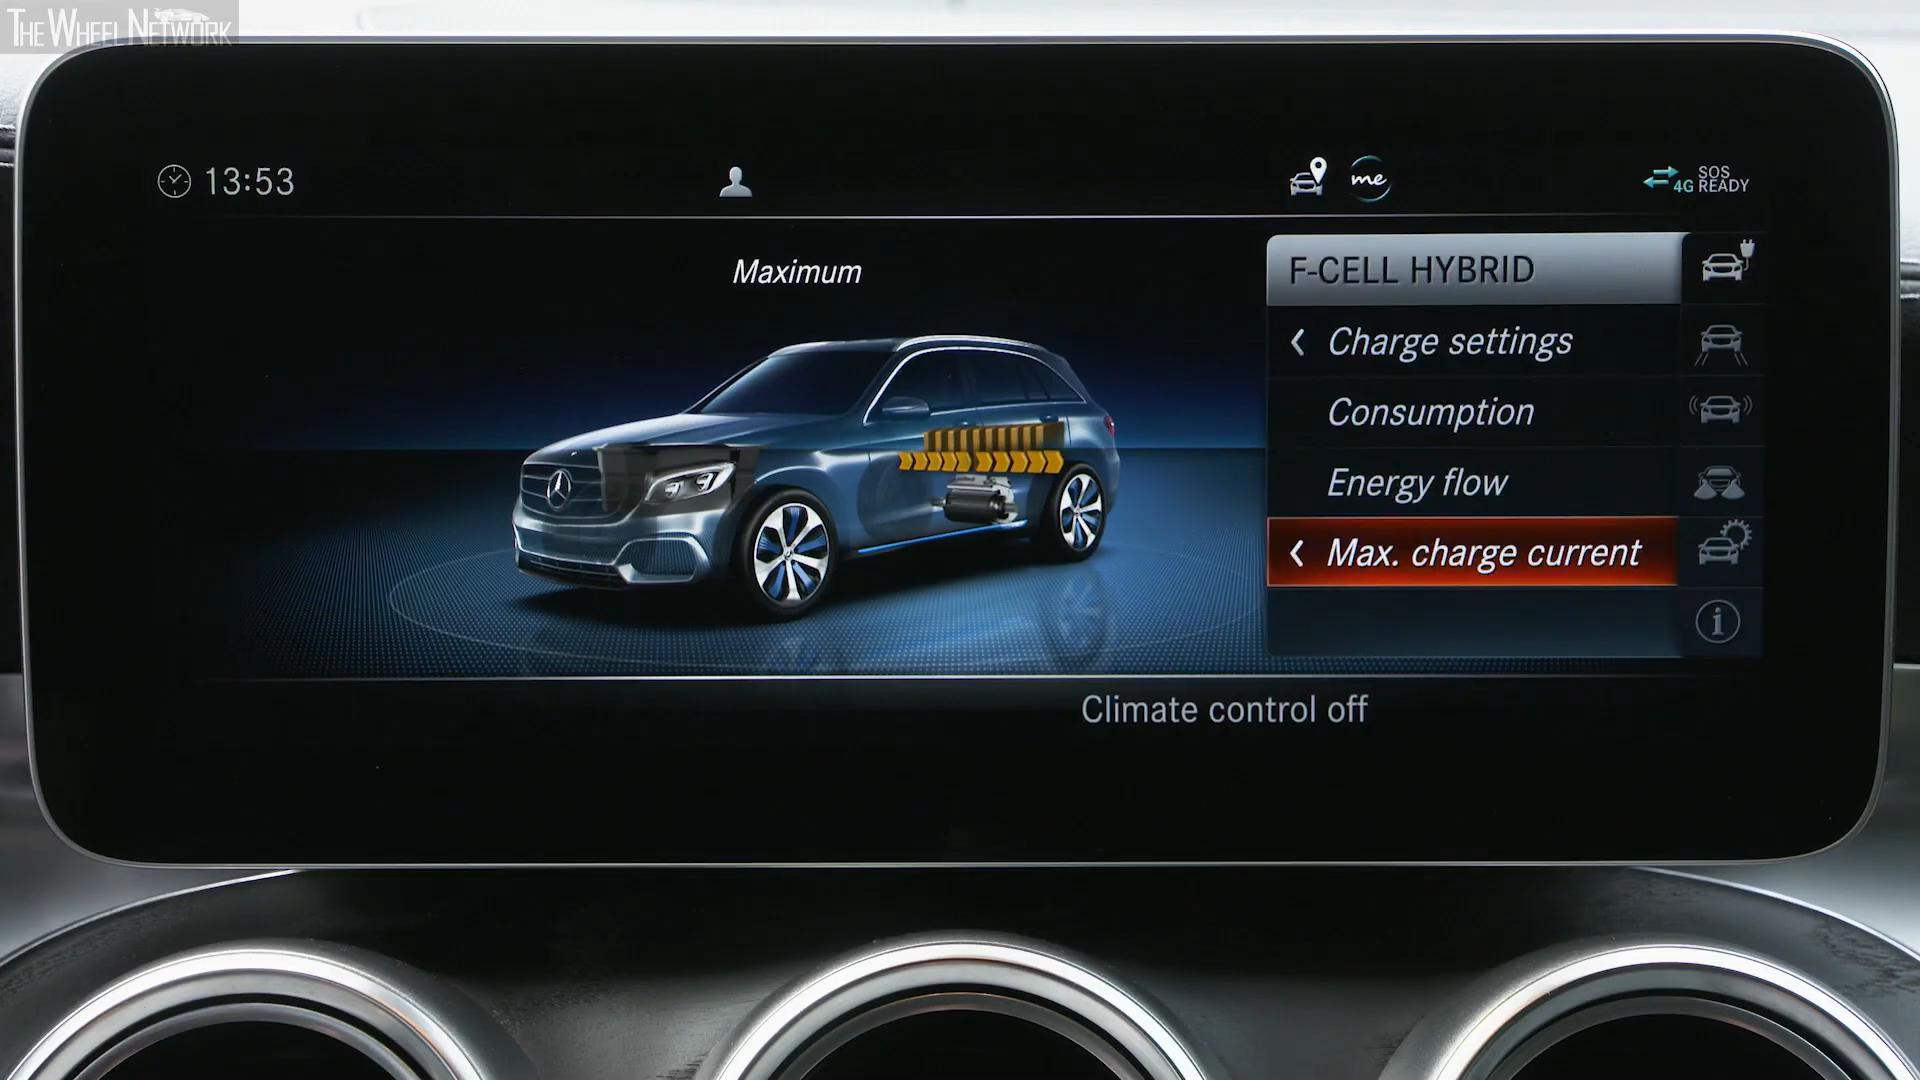 THE WHEEL NETWORK
13:53
me
4G
SOS
READY
Maximum
F-CELL HYBRID
Charge settings
Consumption
Energy flow
Max. charge current
Climate control off